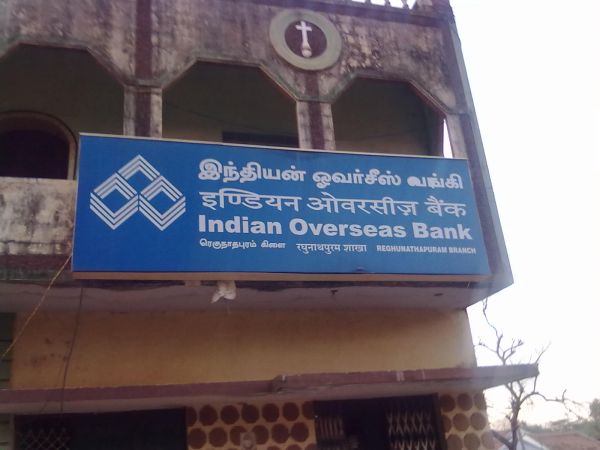 இந்தியன் ஓவர்சீஸ் வங்கி
इण्डियन ओवरसीज़ बैंक
Indian Overseas Bank
ரெகுநாதபுரம் கிளை रघुनाथपुरम शाखा REGHUNATHAPURAM BRANCH